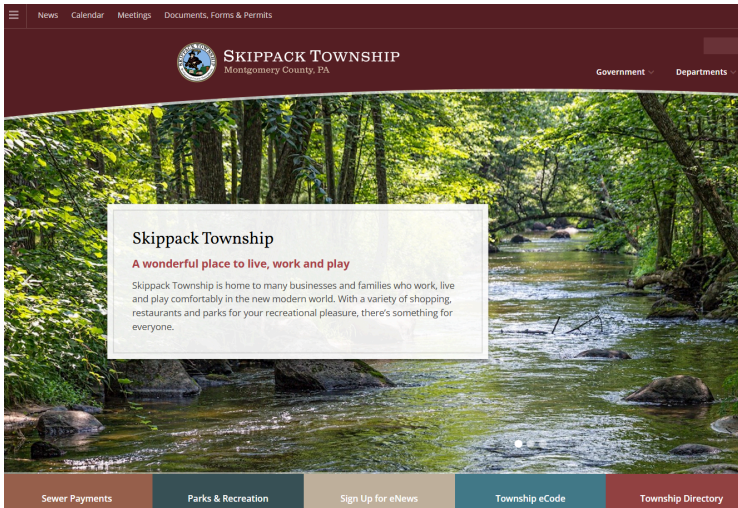 News Calendar Meetings Documents, Forms & Permits
SKIPPACK TOWNSHIP
Montgomery County, PA
Government Departments
Skippack Township
A wonderful place to live, work and play
Skippack Township is home to many businesses and families who work, live
and play comfortably in the new modern world. With a variety of shopping,
restaurants and parks for your recreational pleasure, there's something for
everyone.
Sewer Payments Parks & Recreation Sign Up for eNews Township eCode Township Directory